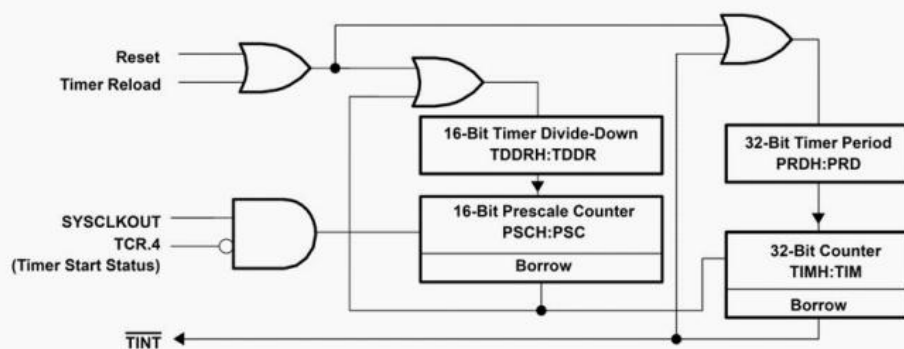 Reset
Timer Reload
16-Bit Timer Divide-Down
TDDRH:TDDR
32-Bit Timer Period
PRDH:PRD
SYSCLKOUT
TCR.4
(Timer Start Status)
16-Bit Prescale Counter
PSCH:PSC
Borrow
32-Bit Counter
TIMH:TIM
Borrow
TINT